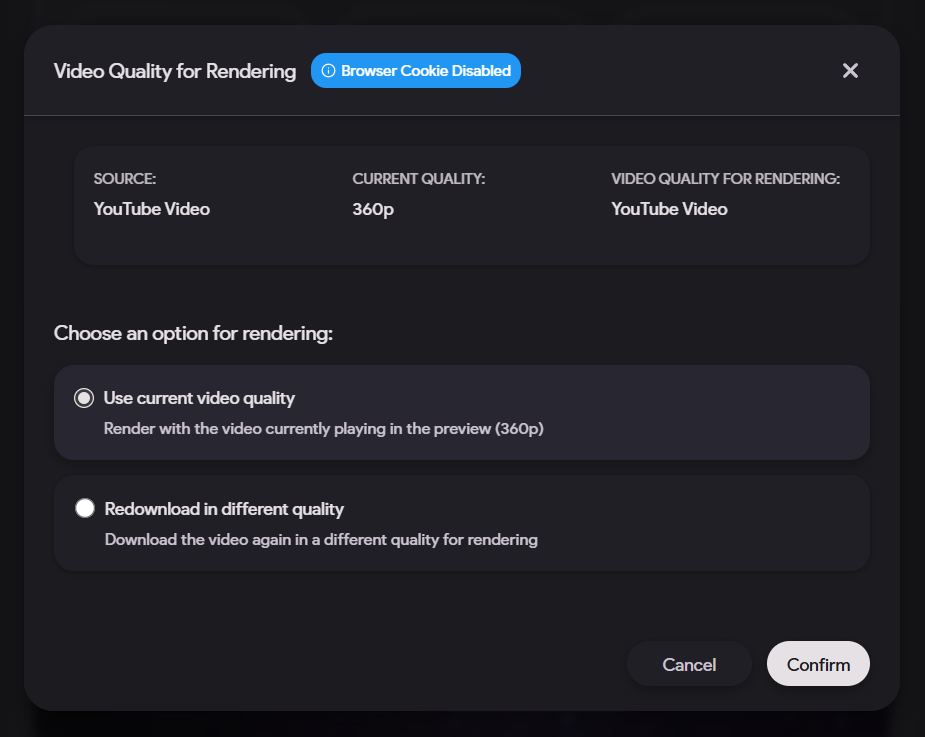 Video Quality for Rendering
Browser Cookie Disabled
SOURCE:
YouTube Video
CURRENT QUALITY:
360p
VIDEO QUALITY FOR RENDERING:
YouTube Video
Choose an option for rendering:
Use current video quality
Render with the video currently playing in the preview (360p)
Redownload in different quality
Download the video again in a different quality for rendering
Cancel
Confirm